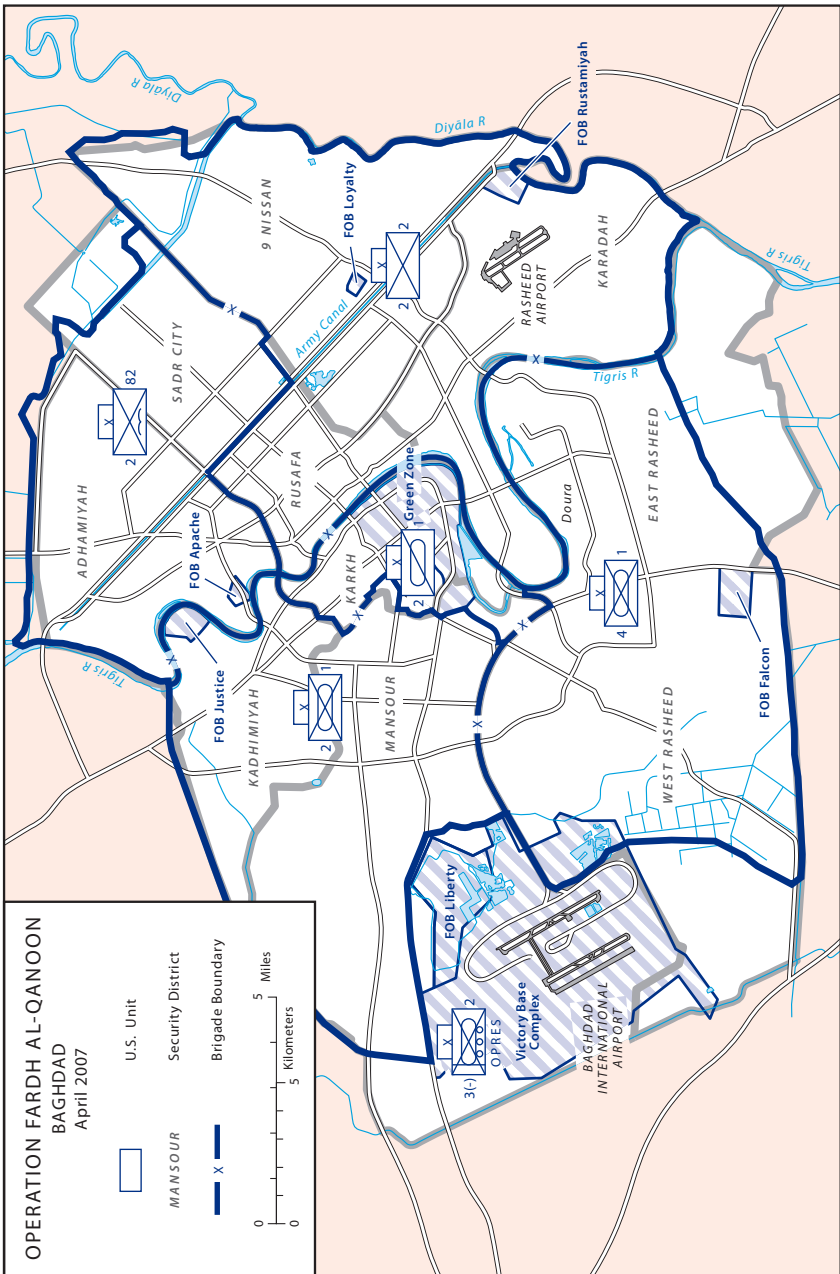 OPERATION FARDH AL-QANOON
BAGHDAD
April 2007
U.S. Unit
MANSOUR
Security District
X
Brigade Boundary
0
5
Miles
0
5
Kilometers
Tigris R
ADHAMIYAH
X
2
82
SADR CITY
Diyāla R
9 NISSAN
X
Diyāla R
FOB Loyalty
X
2
2
Army Canal
FOB Rustamiyah
RASHEED
AIRPORT
KARADAH
Tigris R
X
Tigris R
RUSAFA
FOB Apache
X
FOB Justice
X
KADHIMIYAH
X
2
1
MANSOUR
KARKH
X
Green Zone
X
2
1
X
X
Doura
EAST RASHEED
X
4
1
FOB Falcon
WEST RASHEED
FOB Liberty
X
3(-)
2
OPRES
Victory Base
Complex
BAGHDAD
INTERNATIONAL
AIRPORT